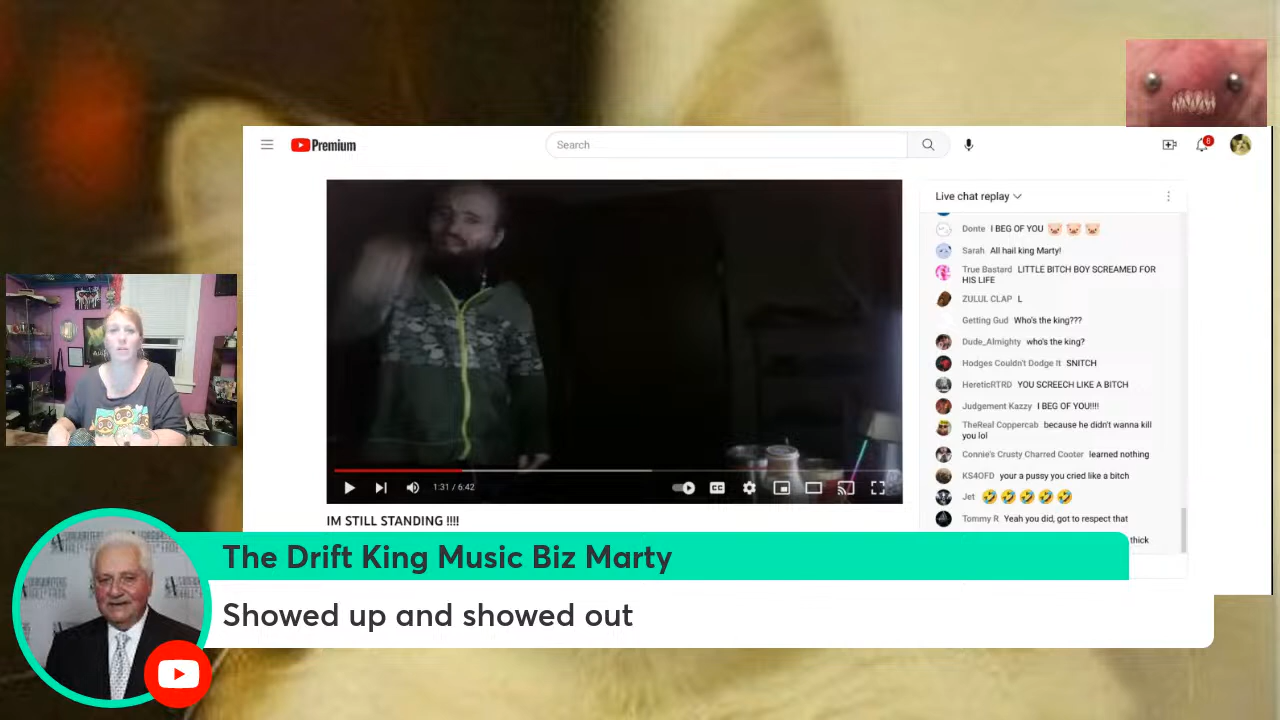 Premium
Search
6
Live chat replay
Donte I BEG OF YOU
Sarah All hail king Marty!
True Bastard LITTLE BITCH BOY SCREAMED FOR
HIS LIFE
ZULUL CLAP L
Getting Gud Who's the king???
Dude_Almighty who's the king?
Hodges Couldn't Dodge It SNITCH
HereticRTRD YOU SCREECH LIKE A BITCH
Judgement Kazzy I BEG OF YOU!!!!
TheReal Coppercab because he didn't wanna kill
you lol
Connie's Crusty Charred Cooter learned nothing
KS4OFD your a pussy you cried like a bitch
Jet
Tommy R Yeah you did, got to respect that
thick
1:31 / 6:42
CC
IM STILL STANDING !!!!
The Drift King Music Biz Marty
Showed up and showed out